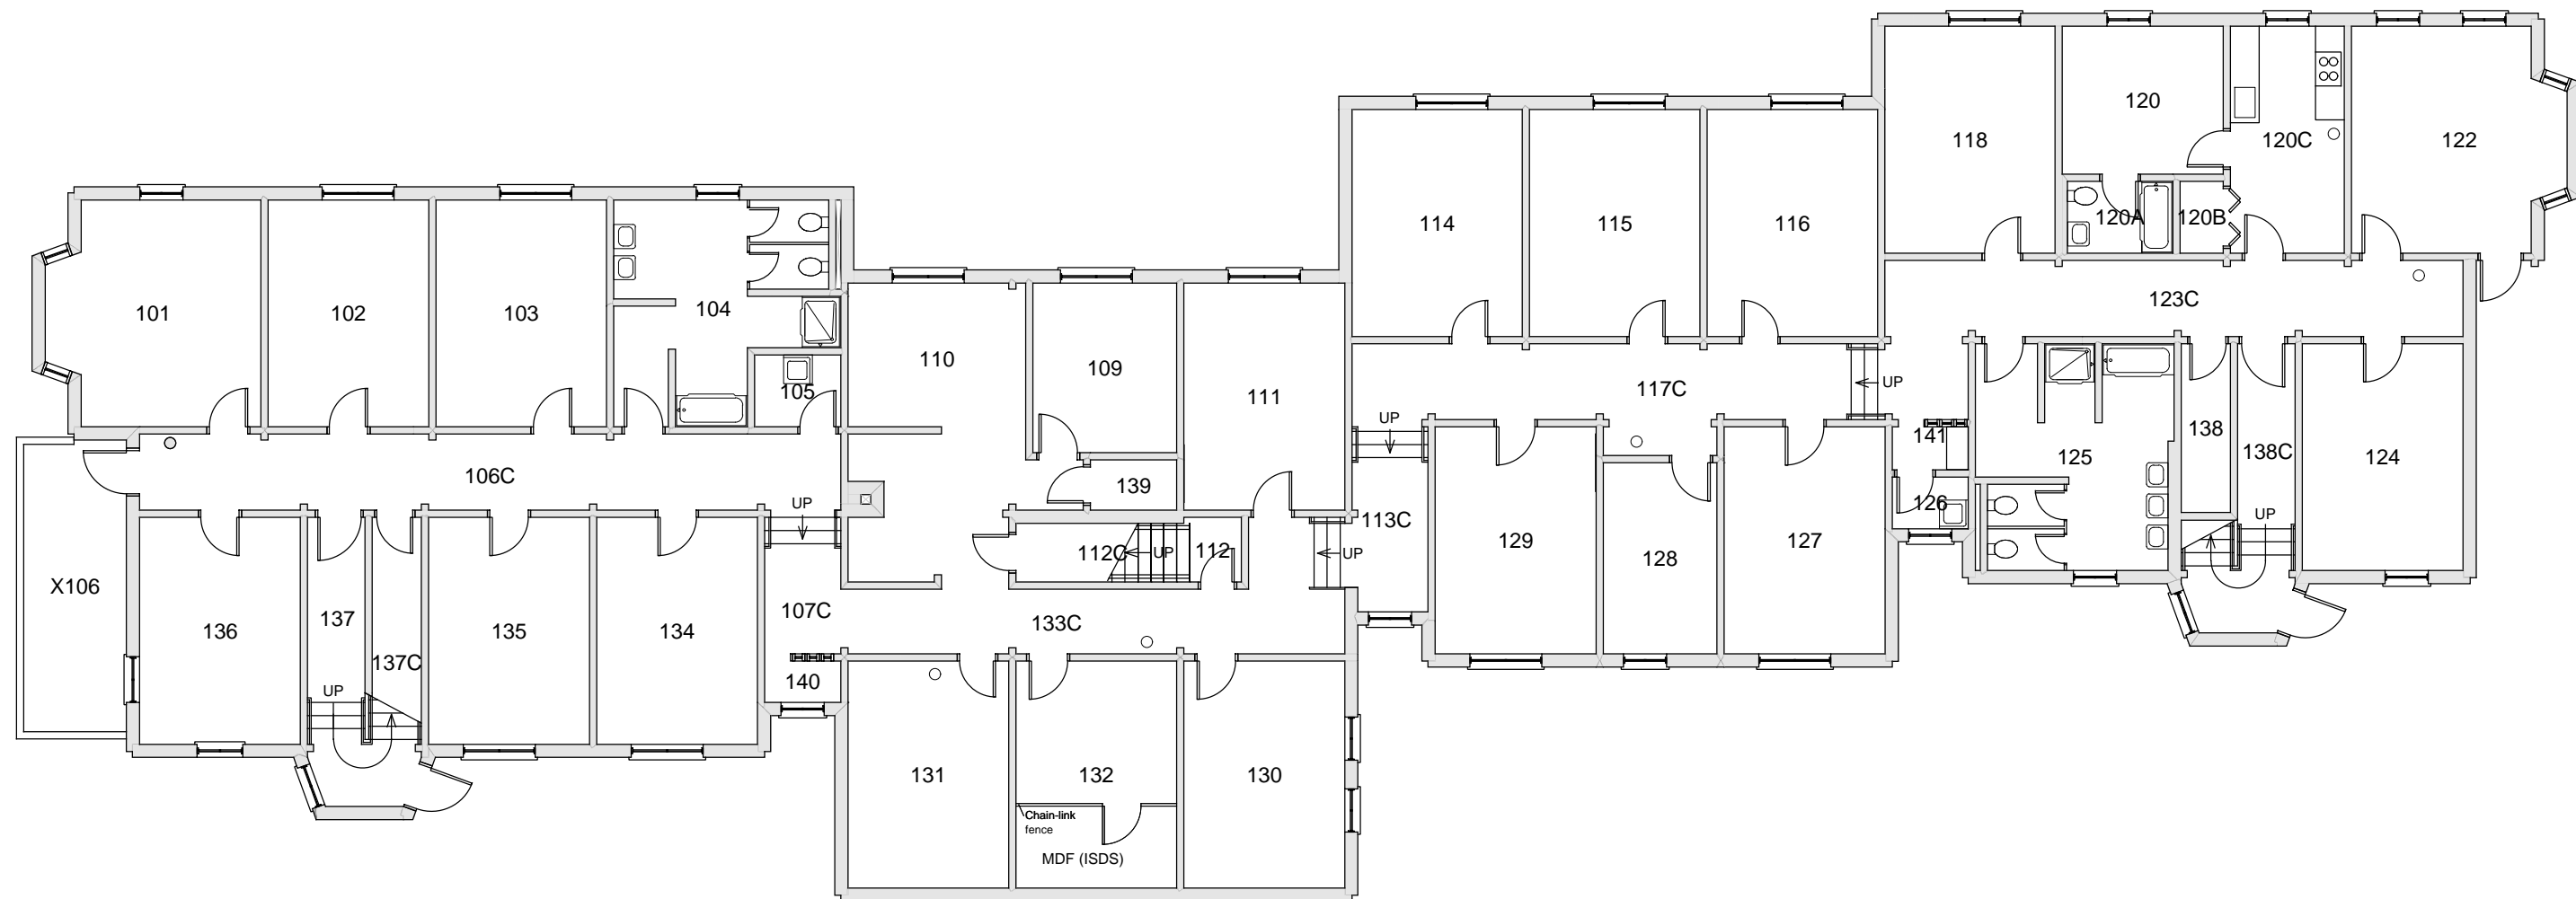 118
120
120C
122
120A
120B
114
115
116
123C
101
102
103
104
105
110
109
111
117C
UP
UP
138
138C
124
125
141
126
UP
106C
UP
139
113C
129
128
127
112C
UP
112
UP
X106
136
137
137C
UP
135
134
107C
133C
140
131
132
130
Chain-link
fence
MDF (ISDS)